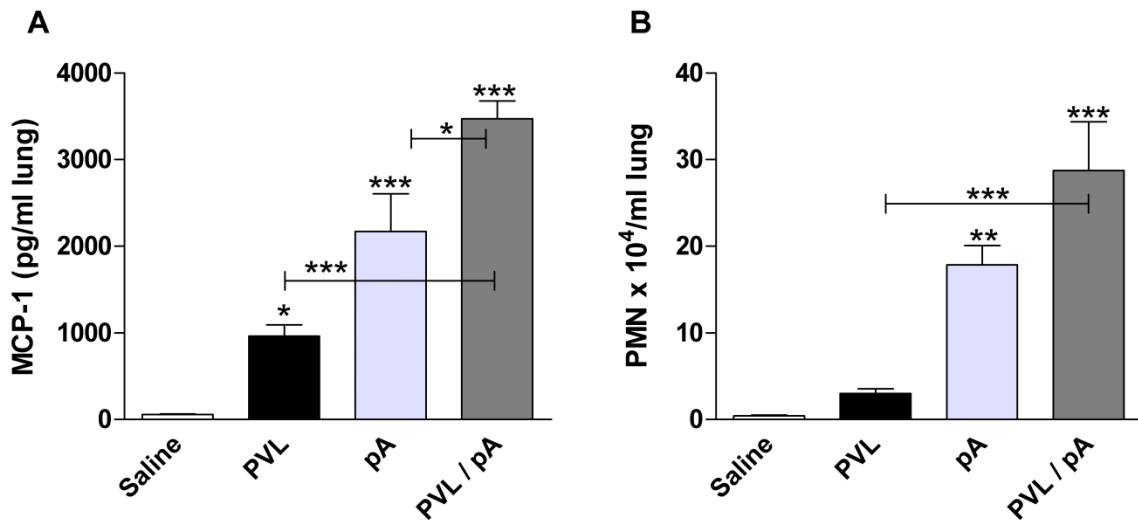 A
MCP-1 (pg/ml lung)
4000
3000
2000
1000
0
***
*
***
***
*
Saline
PVL
pA
PVL / pA
B
PMN x 10⁴/ml lung
40
30
20
10
0
***
***
**
Saline
PVL
pA
PVL / pA